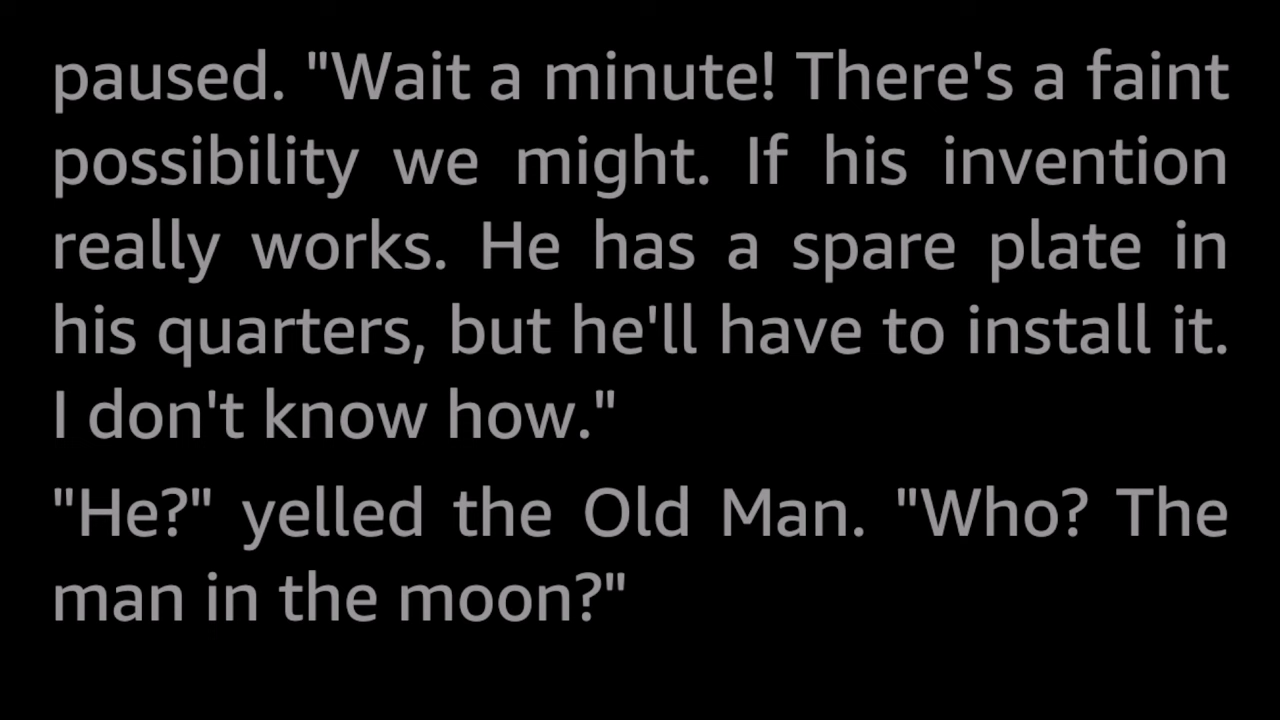 paused. "Wait a minute! There's a faint
possibility we might. If his invention
really works. He has a spare plate in
his quarters, but he'll have to install it.
I don't know how."
"He?" yelled the Old Man. "Who? The
man in the moon?"